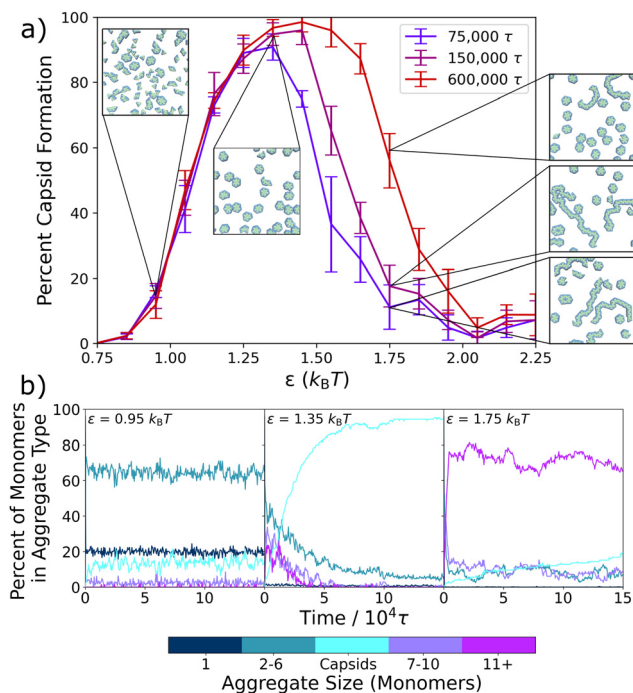 a)
Percent Capsid Formation
100
80
60
40
20
0
75,000 τ
150,000 τ
600,000 τ
0.75 1.00 1.25 1.50 1.75 2.00 2.25
ε (kBT)
b)
Percent of Monomers
in Aggregate Type
100
80
60
40
20
0
ε = 0.95 kBT ε = 1.35 kBT ε = 1.75 kBT
0 5 10 0 5 10 0 5 10 15
Time / 10⁴τ
1 2-6 Capsids 7-10 11+
Aggregate Size (Monomers)